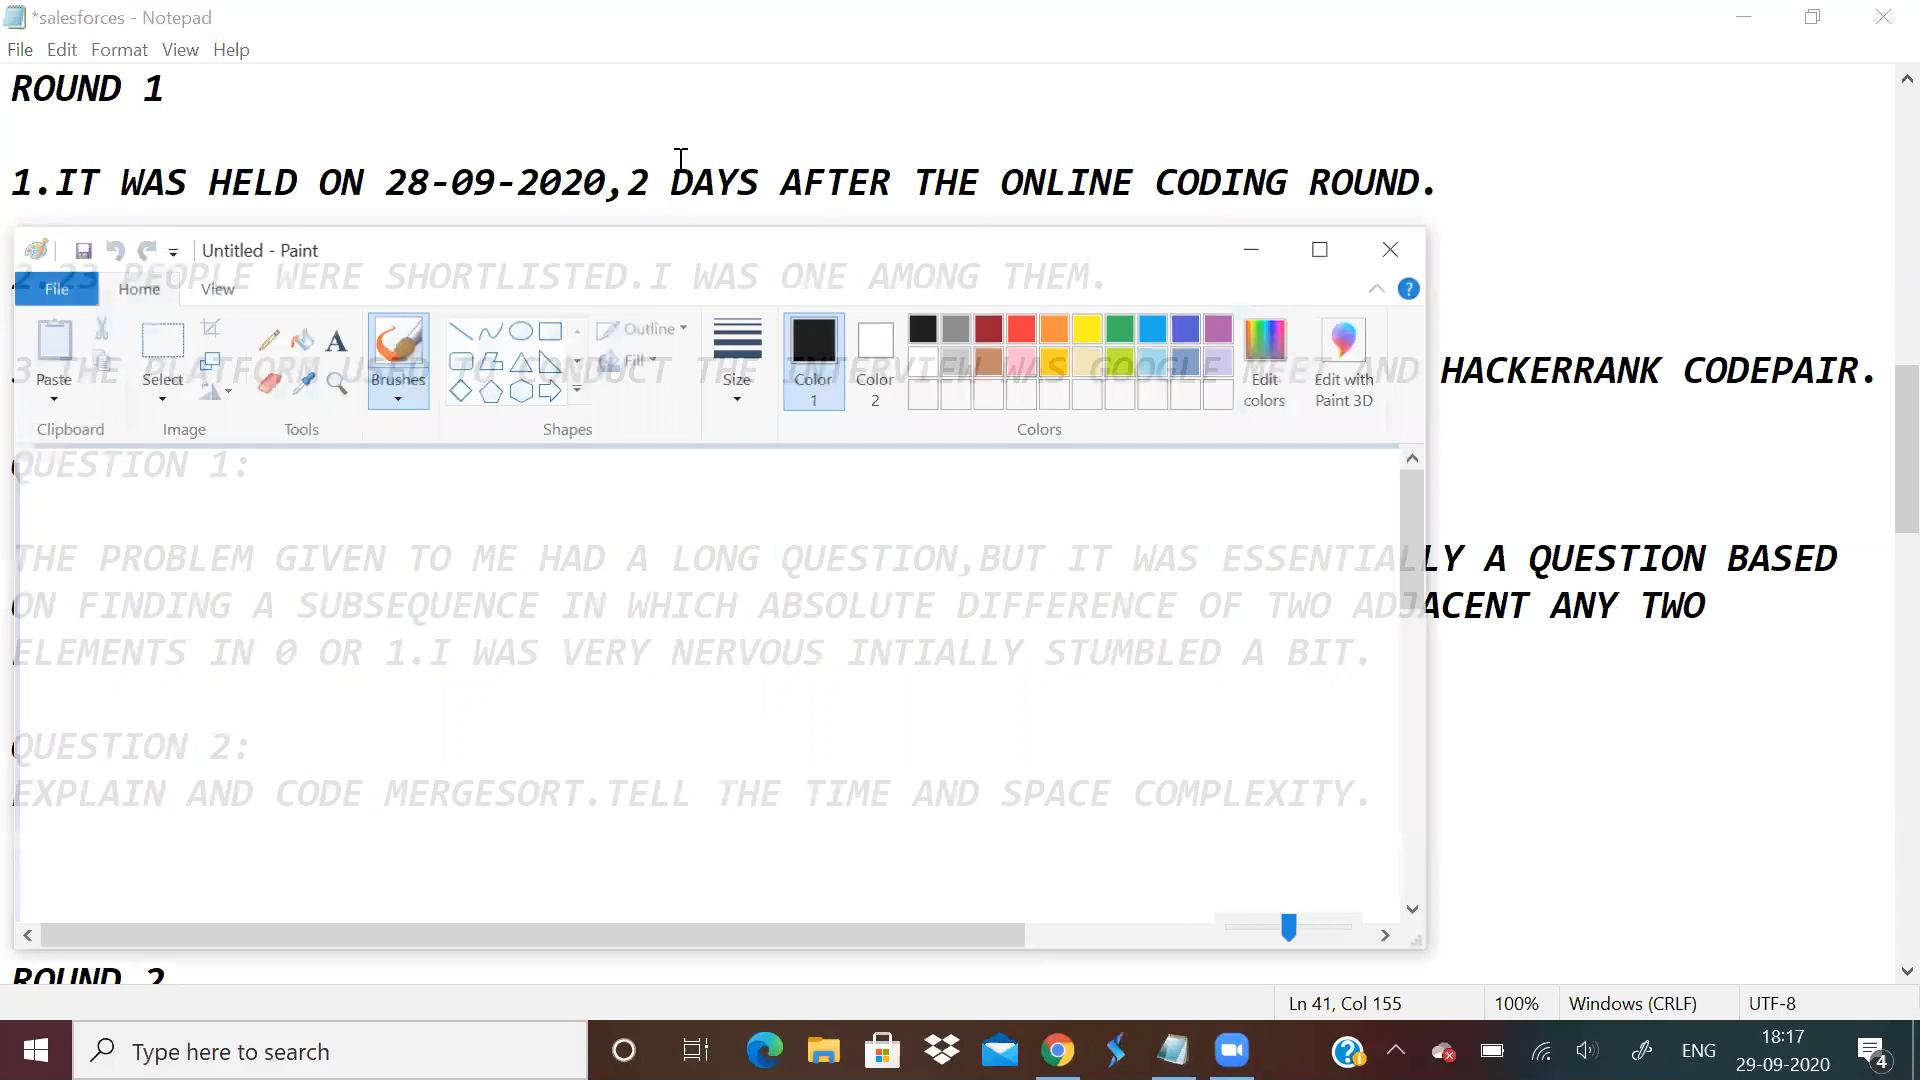 *salesforces - Notepad
File Edit Format View Help
ROUND 1
1.IT WAS HELD ON 28-09-2020,2 DAYS AFTER THE ONLINE CODING ROUND.
Untitled - Paint
2.23 PEOPLE WERE SHORTLISTED.I WAS ONE AMONG THEM.
File Home View
Outline
Fill
3 THE PLATFORM USED TO CONDUCT THE INTERVIEW WAS GOOGLE MEET AND HACKERRANK CODEPAIR.
Paste Select Brushes Size Color 1 Color 2 Edit colors Edit with Paint 3D
Clipboard Image Tools Shapes Colors
QUESTION 1:
THE PROBLEM GIVEN TO ME HAD A LONG QUESTION,BUT IT WAS ESSENTIALLY A QUESTION BASED
ON FINDING A SUBSEQUENCE IN WHICH ABSOLUTE DIFFERENCE OF TWO ADJACENT ANY TWO
ELEMENTS IN 0 OR 1.I WAS VERY NERVOUS INTIALLY STUMBLED A BIT.
QUESTION 2:
EXPLAIN AND CODE MERGESORT.TELL THE TIME AND SPACE COMPLEXITY.
ROUND 2
Ln 41, Col 155 100% Windows (CRLF) UTF-8
Type here to search
ENG
18:17
29-09-2020
4